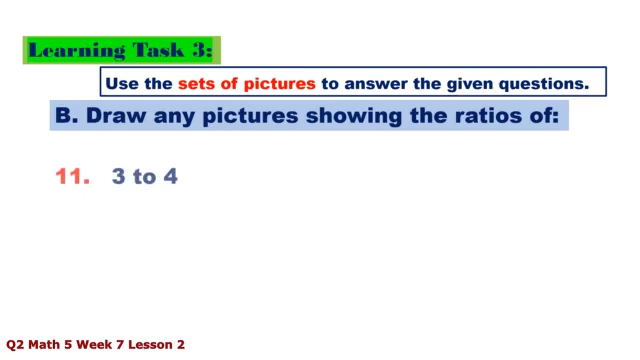 Learning Task 3:
Use the sets of pictures to answer the given questions.
B. Draw any pictures showing the ratios of:
11. 3 to 4
Q2 Math 5 Week 7 Lesson 2